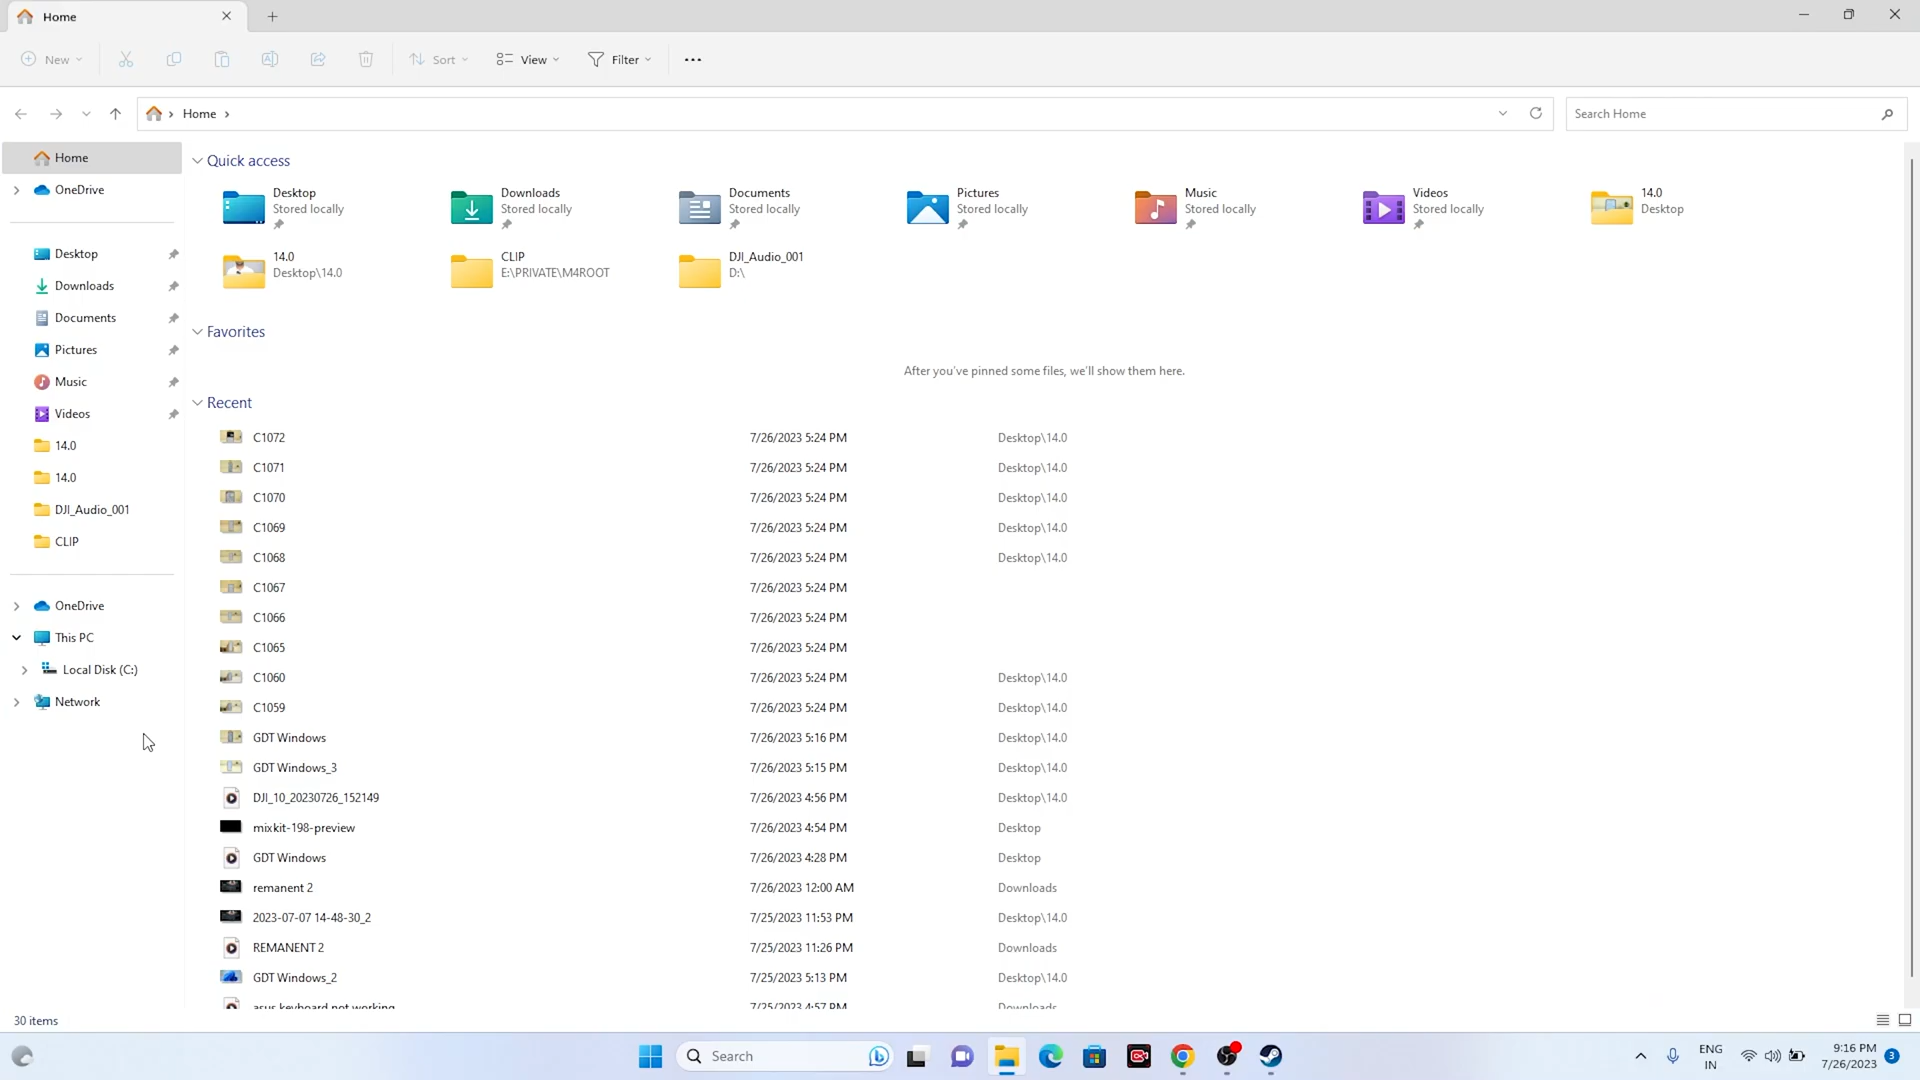 Home
New
Sort
View
Filter
Home
Search Home
Home
OneDrive
Desktop
Downloads
Documents
Pictures
Music
Videos
14.0
14.0
DJI_Audio_001
CLIP
OneDrive
This PC
Local Disk (C:)
Network
Quick access
Desktop
Stored locally
Downloads
Stored locally
Documents
Stored locally
Pictures
Stored locally
Music
Stored locally
Videos
Stored locally
14.0
Desktop
14.0
Desktop\14.0
CLIP
E:\PRIVATE\M4ROOT
DJI_Audio_001
D:\
Favorites
After you've pinned some files, we'll show them here.
Recent
C1072 7/26/2023 5:24 PM Desktop\14.0
C1071 7/26/2023 5:24 PM Desktop\14.0
C1070 7/26/2023 5:24 PM Desktop\14.0
C1069 7/26/2023 5:24 PM Desktop\14.0
C1068 7/26/2023 5:24 PM Desktop\14.0
C1067 7/26/2023 5:24 PM
C1066 7/26/2023 5:24 PM
C1065 7/26/2023 5:24 PM
C1060 7/26/2023 5:24 PM Desktop\14.0
C1059 7/26/2023 5:24 PM Desktop\14.0
GDT Windows 7/26/2023 5:16 PM Desktop\14.0
GDT Windows_3 7/26/2023 5:15 PM Desktop\14.0
DJI_10_20230726_152149 7/26/2023 4:56 PM Desktop\14.0
mixkit-198-preview 7/26/2023 4:54 PM Desktop
GDT Windows 7/26/2023 4:28 PM Desktop
remanent 2 7/26/2023 12:00 AM Downloads
2023-07-07 14-48-30_2 7/25/2023 11:53 PM Desktop\14.0
REMANENT 2 7/25/2023 11:26 PM Downloads
GDT Windows_2 7/25/2023 5:13 PM Desktop\14.0
asus keyboard not working 7/25/2023 4:57 PM Downloads
30 items
Search
ENG
IN
9:16 PM
7/26/2023
3